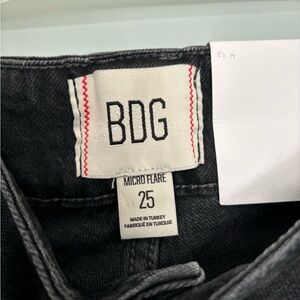 BDG
MICRO FLARE
25
MADE IN TURKEY
FABRIQUÉ EN TURQUIE